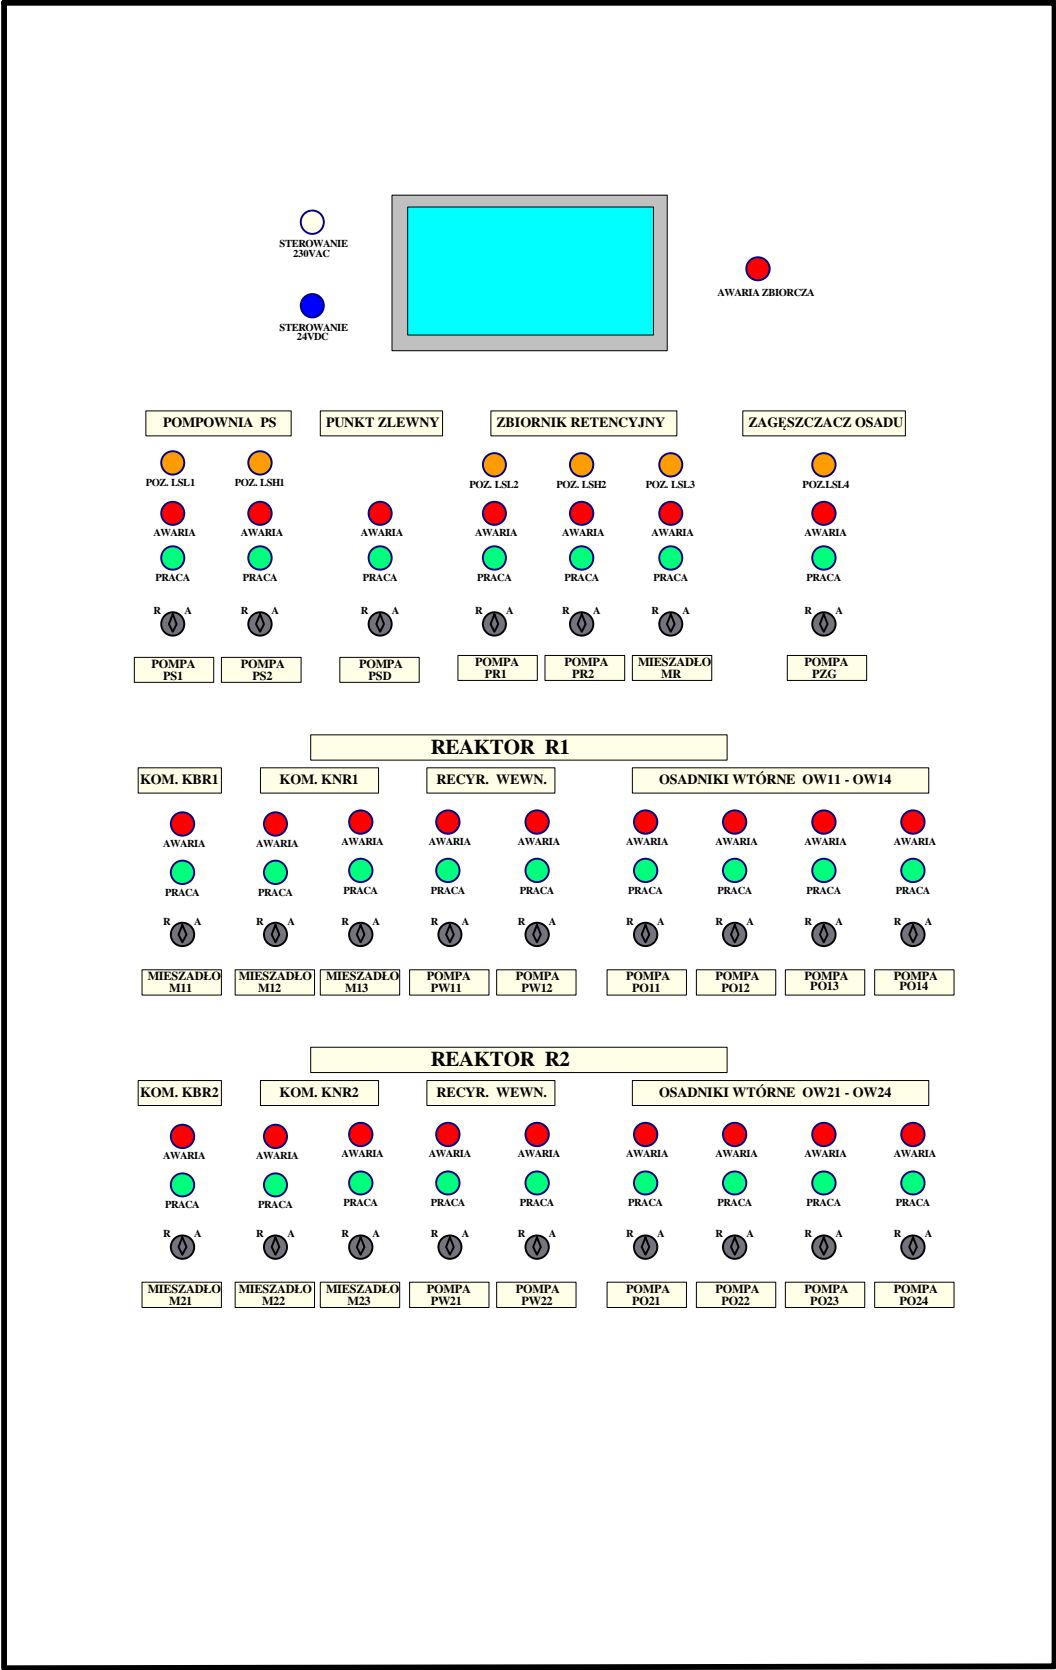 STEROWANIE
230VAC
STEROWANIE
24VDC
AWARIA ZBIORCZA
POMPOWNIA PS
PUNKT ZLEWNY
ZBIORNIK RETENCYJNY
ZAGĘSZCZACZ OSADU
POZ. LSL1 POZ. LSH1 POZ. LSL2 POZ. LSH2 POZ. LSL3 POZ.LSL4
AWARIA AWARIA AWARIA AWARIA AWARIA AWARIA AWARIA
PRACA PRACA PRACA PRACA PRACA PRACA PRACA
R A R A R A R A R A R A R A
POMPA
PS1
POMPA
PS2
POMPA
PSD
POMPA
PR1
POMPA
PR2
MIESZADŁO
MR
POMPA
PZG
REAKTOR R1
KOM. KBR1
KOM. KNR1
RECYR. WEWN.
OSADNIKI WTÓRNE OW11 - OW14
AWARIA AWARIA AWARIA AWARIA AWARIA AWARIA AWARIA AWARIA AWARIA
PRACA PRACA PRACA PRACA PRACA PRACA PRACA PRACA PRACA
R A R A R A R A R A R A R A R A R A
MIESZADŁO
M11
MIESZADŁO
M12
MIESZADŁO
M13
POMPA
PW11
POMPA
PW12
POMPA
PO11
POMPA
PO12
POMPA
PO13
POMPA
PO14
REAKTOR R2
KOM. KBR2
KOM. KNR2
RECYR. WEWN.
OSADNIKI WTÓRNE OW21 - OW24
AWARIA AWARIA AWARIA AWARIA AWARIA AWARIA AWARIA AWARIA AWARIA
PRACA PRACA PRACA PRACA PRACA PRACA PRACA PRACA PRACA
R A R A R A R A R A R A R A R A R A
MIESZADŁO
M21
MIESZADŁO
M22
MIESZADŁO
M23
POMPA
PW21
POMPA
PW22
POMPA
PO21
POMPA
PO22
POMPA
PO23
POMPA
PO24